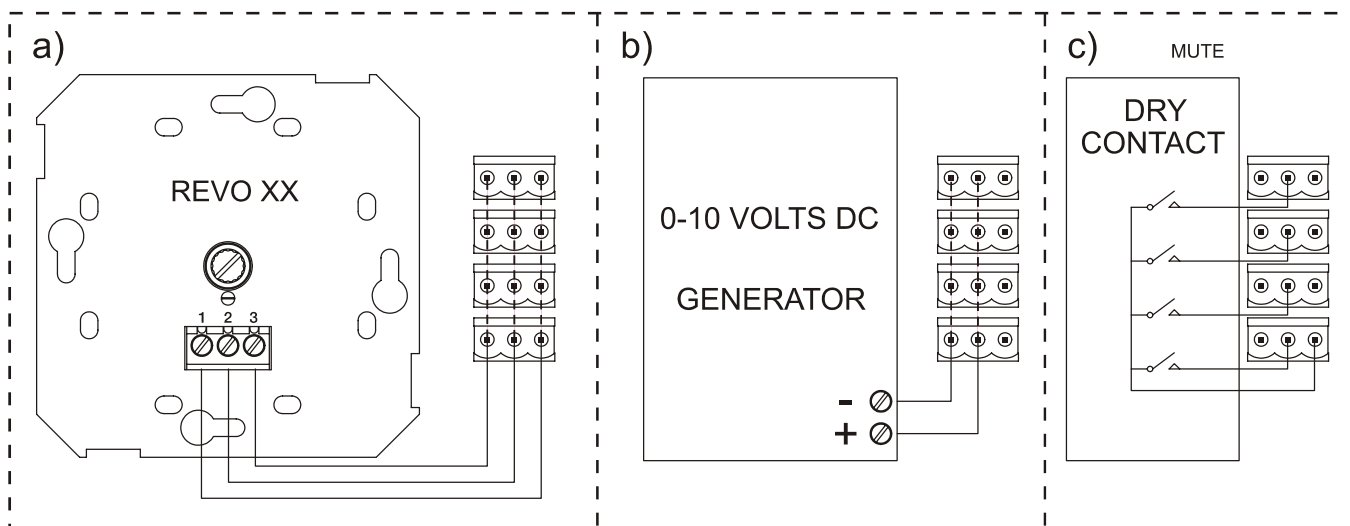 a)
REVO XX
1 2 3
b)
0-10 VOLTS DC
GENERATOR
-
+
c)
MUTE
DRY
CONTACT